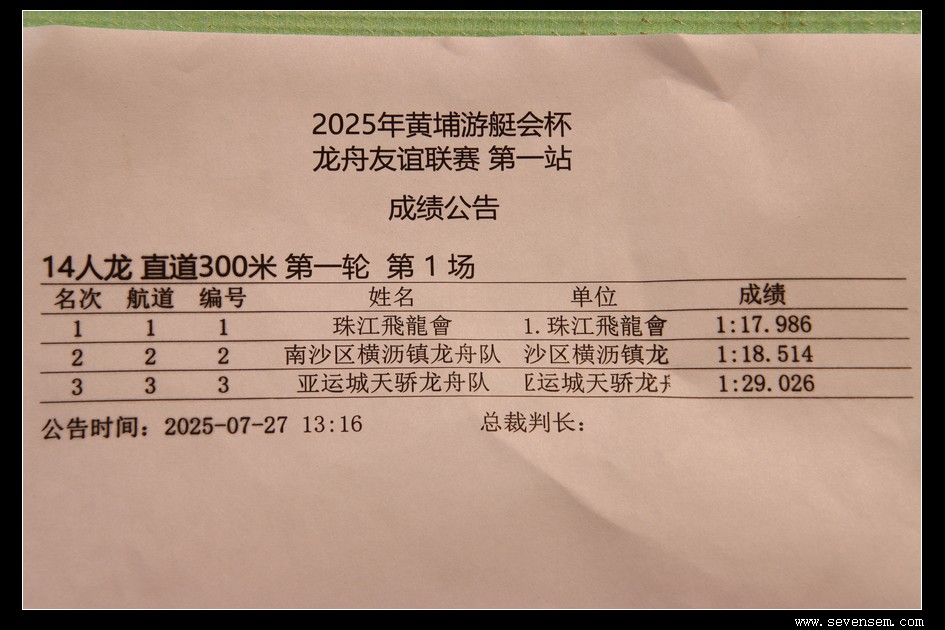 2025年黄埔游艇会杯
龙舟友谊联赛 第一站
成绩公告
14人龙 直道300米 第一轮 第 1 场
名次 航道 编号 姓名 单位 成绩
1 1 1 珠江飛龍會 1.珠江飛龍會 1:17.986
2 2 2 南沙区横沥镇龙舟队 沙区横沥镇龙 1:18.514
3 3 3 亚运城天骄龙舟队 运城天骄龙 1:29.026
公告时间：2025-07-27 13:16 总裁判长：
www.sevensem.com